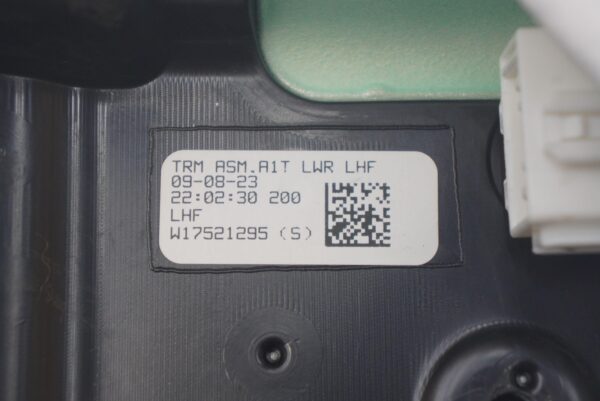 TRM ASM.A1T LWR LHF
09-08-23
22:02:30 200
LHF
W17521295 (S)